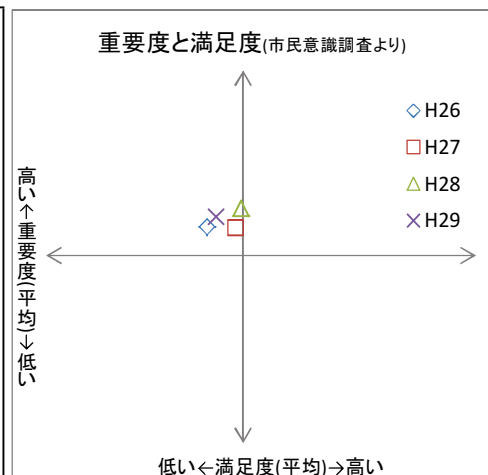 重要度と満足度(市民意識調査より)
H26
H27
H28
H29
高い↑重要度(平均)↓低い
低い←満足度(平均)→高い